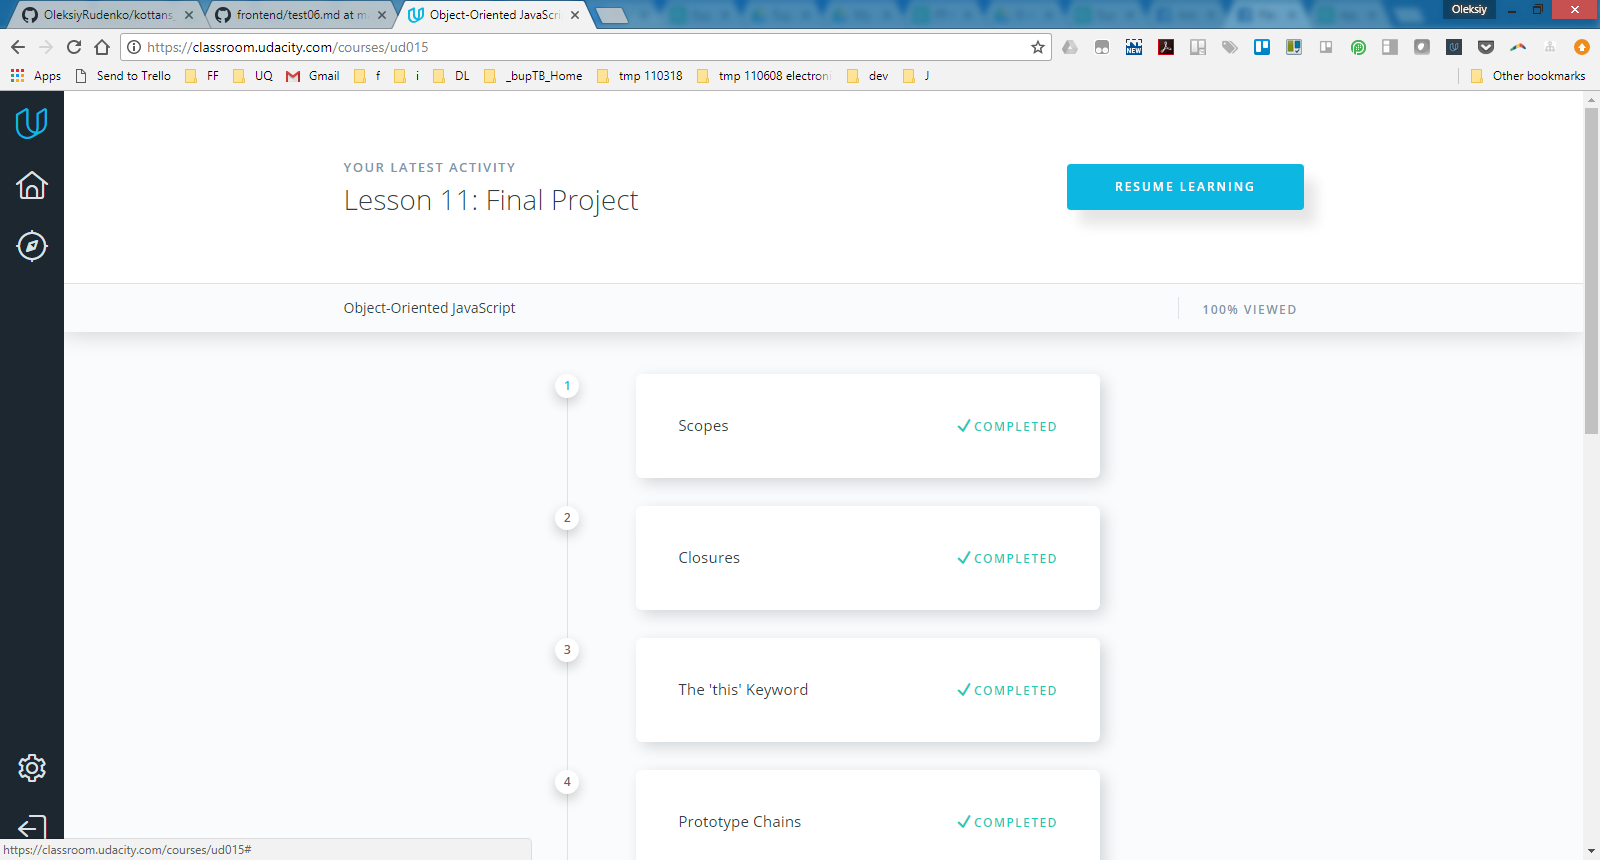 OleksiyRudenko/kottans
frontend/test06.md at m
Object-Oriented JavaScri
Oleksiy
https://classroom.udacity.com/courses/ud015
NEW
Apps
Send to Trello
FF
UQ
Gmail
f
i
DL
_bupTB_Home
tmp 110318
tmp 110608 electron
dev
J
Other bookmarks
YOUR LATEST ACTIVITY
Lesson 11: Final Project
RESUME LEARNING
Object-Oriented JavaScript
100% VIEWED
1
Scopes
COMPLETED
2
Closures
COMPLETED
3
The 'this' Keyword
COMPLETED
4
Prototype Chains
COMPLETED
https://classroom.udacity.com/courses/ud015#